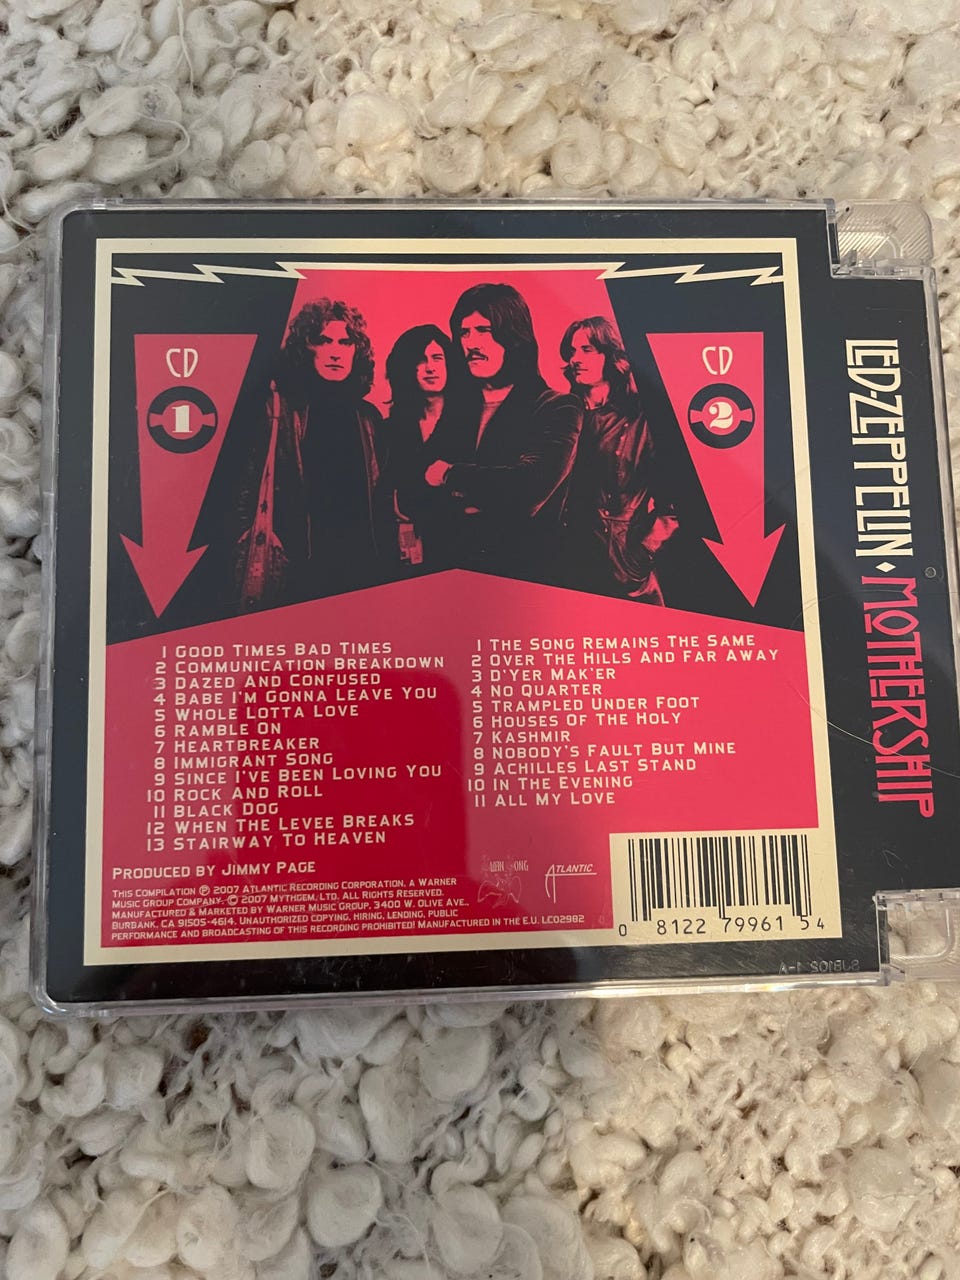 CD
1
CD
2
1 GOOD TIMES BAD TIMES
2 COMMUNICATION BREAKDOWN
3 DAZED AND CONFUSED
4 BABE I'M GONNA LEAVE YOU
5 WHOLE LOTTA LOVE
6 RAMBLE ON
7 HEARTBREAKER
8 IMMIGRANT SONG
9 SINCE I'VE BEEN LOVING YOU
10 ROCK AND ROLL
11 BLACK DOG
12 WHEN THE LEVEE BREAKS
13 STAIRWAY TO HEAVEN
1 THE SONG REMAINS THE SAME
2 OVER THE HILLS AND FAR AWAY
3 D'YER MAK'ER
4 NO QUARTER
5 TRAMPLED UNDER FOOT
6 HOUSES OF THE HOLY
7 KASHMIR
8 NOBODY'S FAULT BUT MINE
9 ACHILLES LAST STAND
10 IN THE EVENING
11 ALL MY LOVE
PRODUCED BY JIMMY PAGE
THIS COMPILATION ℗ 2007 ATLANTIC RECORDING CORPORATION, A WARNER
MUSIC GROUP COMPANY. © 2007 MYTHGEM, LTD. ALL RIGHTS RESERVED.
MANUFACTURED & MARKETED BY WARNER MUSIC GROUP, 3400 W. OLIVE AVE.,
BURBANK, CA 91505-4614. UNAUTHORIZED COPYING, HIRING, LENDING, PUBLIC
PERFORMANCE AND BROADCASTING OF THIS RECORDING PROHIBITED! MANUFACTURED IN THE E.U. LC02982
SONG
ATLANTIC
0 81227 99615 4
LED-ZEPPELIN ♦ MOTHERSHIP